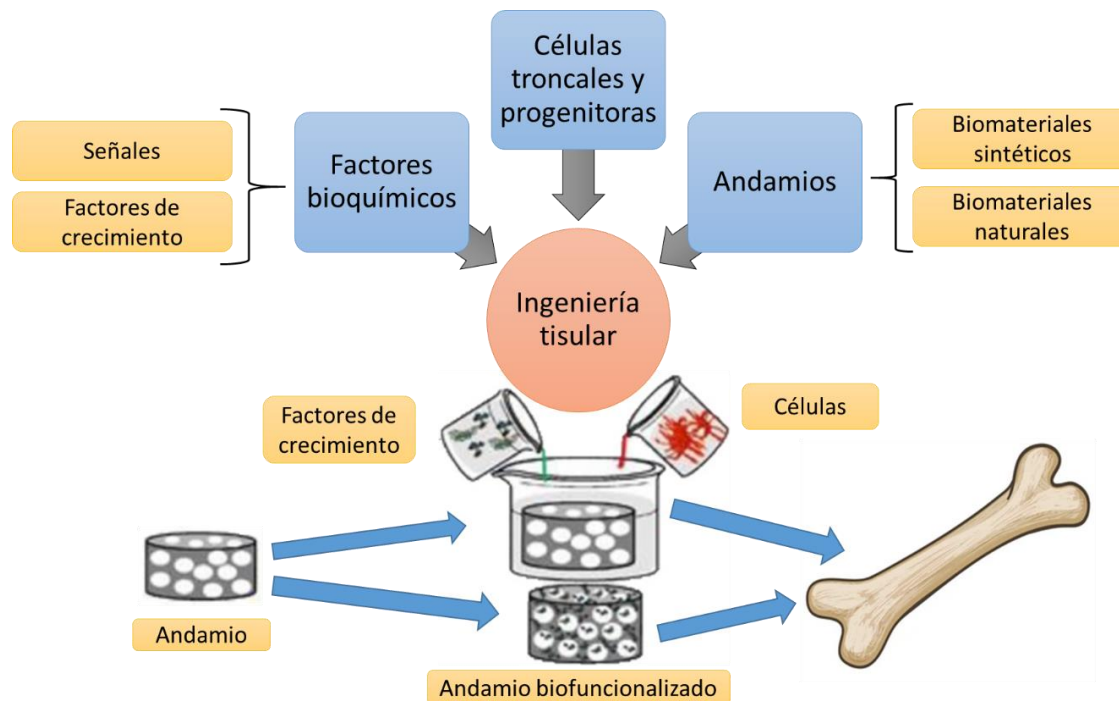 Células
troncales y
progenitoras
Señales
Factores de
crecimiento
Factores
bioquímicos
Andamios
Biomateriales
sintéticos
Biomateriales
naturales
Ingeniería
tisular
Factores de
crecimiento
Células
Andamio
Andamio biofuncionalizado